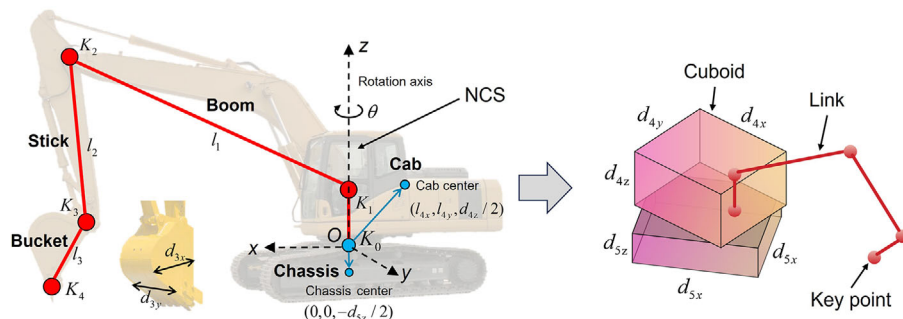 K2
z
Rotation axis
NCS
Boom
θ
l1
Stick
l2
Cab
Cab center
(l4x, l4y, d4z/2)
K1
K3
Bucket
l3
d3x
d3y
K4
x
O
K0
y
Chassis
Chassis center
(0,0,−d5z/2)
Cuboid
Link
d4y
d4x
d4z
d5z
d5x
d5x
Key point